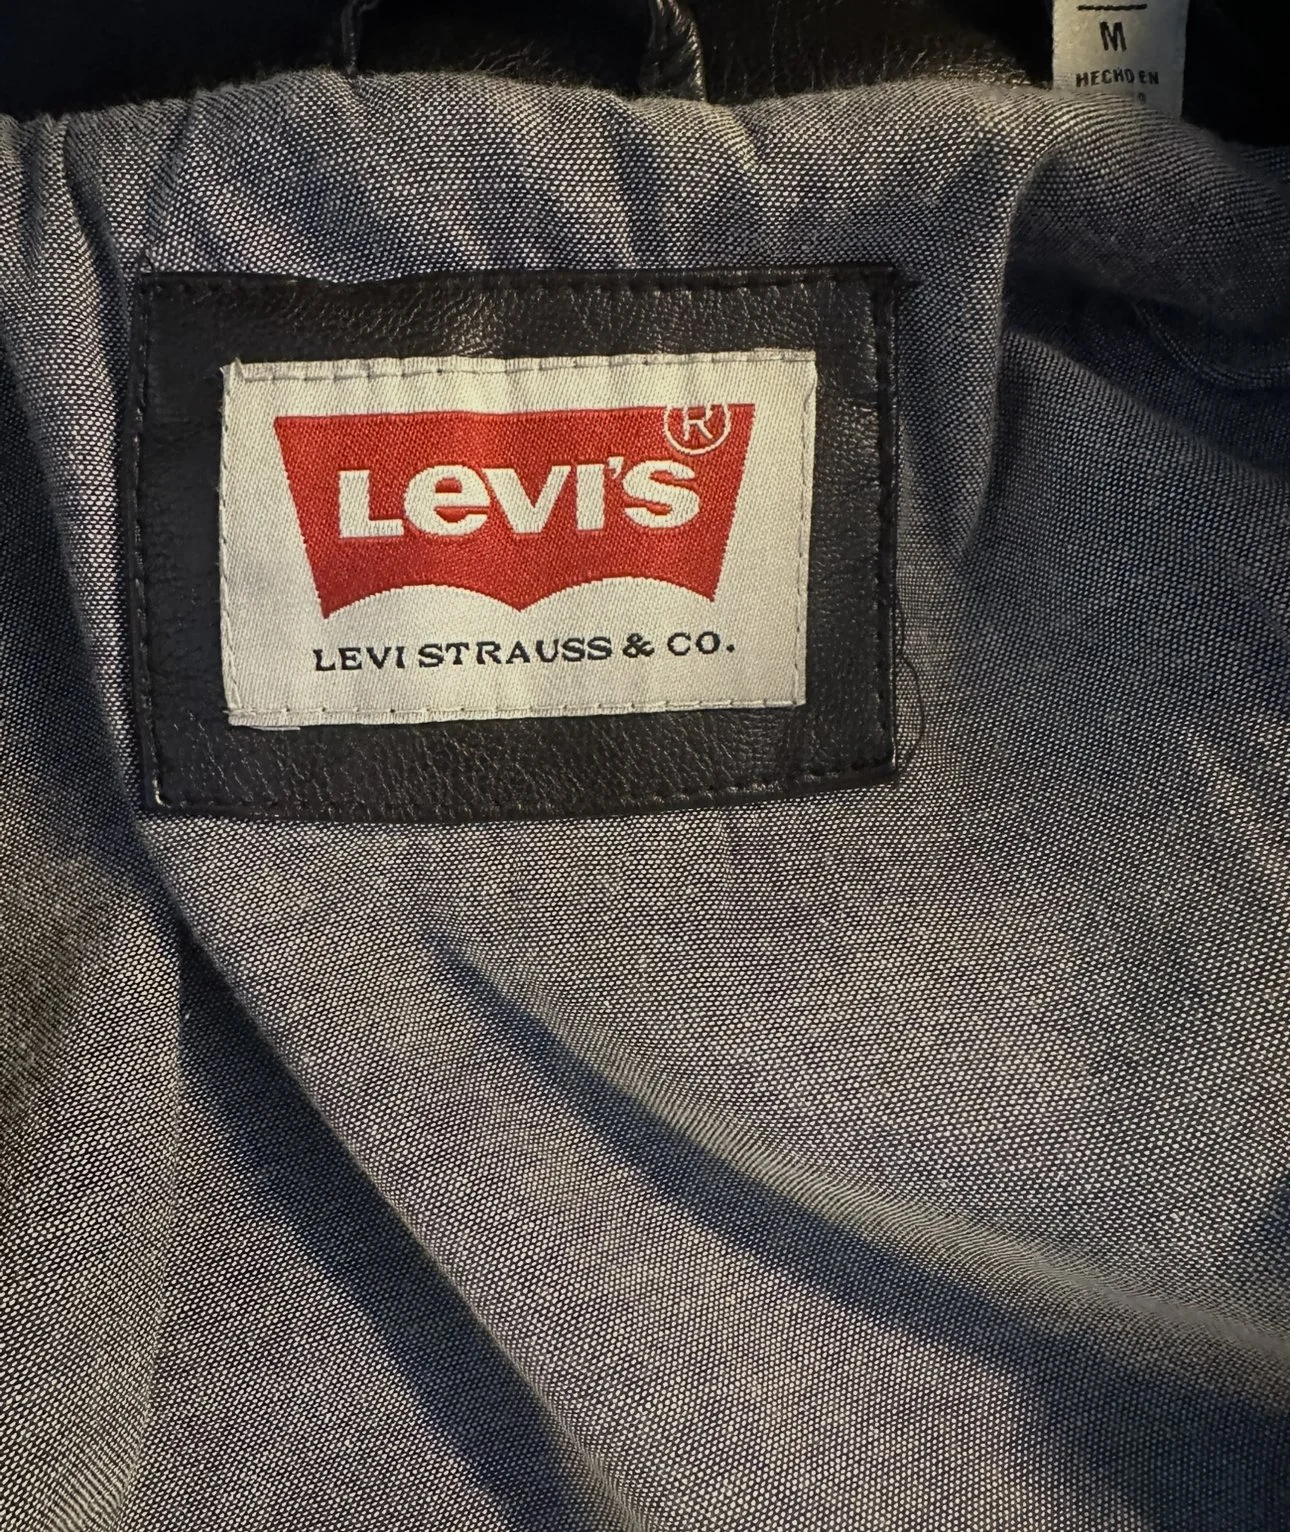 M
HECHO EN
LEVI'S ®
LEVI STRAUSS & CO.